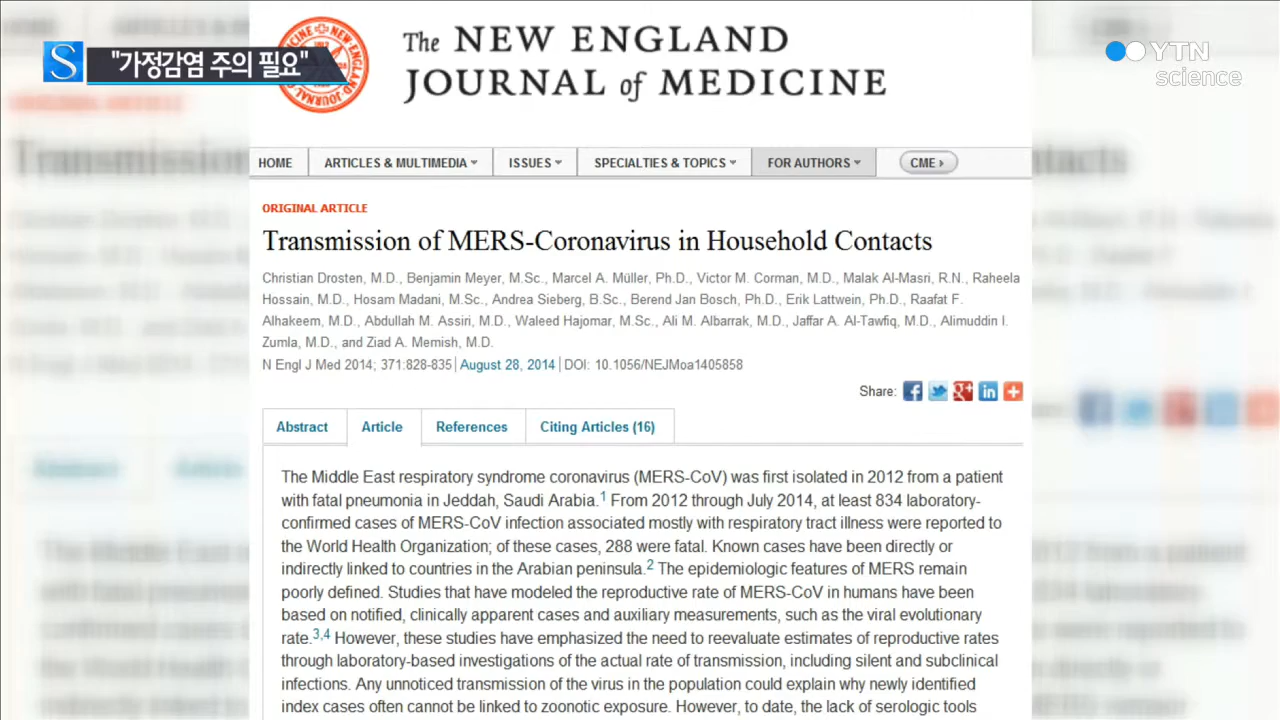 S
"가정감염 주의 필요"
YTN
science
The NEW ENGLAND
JOURNAL of MEDICINE
HOME ARTICLES & MULTIMEDIA ISSUES SPECIALTIES & TOPICS FOR AUTHORS CME
ORIGINAL ARTICLE
Transmission of MERS-Coronavirus in Household Contacts
Christian Drosten, M.D., Benjamin Meyer, M.Sc., Marcel A. Müller, Ph.D., Victor M. Corman, M.D., Malak Al-Masri, R.N., Raheela
Hossain, M.D., Hosam Madani, M.Sc., Andrea Sieberg, B.Sc., Berend Jan Bosch, Ph.D., Erik Lattwein, Ph.D., Raafat F.
Alhakeem, M.D., Abdullah M. Assiri, M.D., Waleed Hajomar, M.Sc., Ali M. Albarrak, M.D., Jaffar A. Al-Tawfiq, M.D., Alimuddin I.
Zumla, M.D., and Ziad A. Memish, M.D.
N Engl J Med 2014; 371:828-835 | August 28, 2014 | DOI: 10.1056/NEJMoa1405858
Share:
Abstract Article References Citing Articles (16)
The Middle East respiratory syndrome coronavirus (MERS-CoV) was first isolated in 2012 from a patient
with fatal pneumonia in Jeddah, Saudi Arabia.1 From 2012 through July 2014, at least 834 laboratory-
confirmed cases of MERS-CoV infection associated mostly with respiratory tract illness were reported to
the World Health Organization; of these cases, 288 were fatal. Known cases have been directly or
indirectly linked to countries in the Arabian peninsula.2 The epidemiologic features of MERS remain
poorly defined. Studies that have modeled the reproductive rate of MERS-CoV in humans have been
based on notified, clinically apparent cases and auxiliary measurements, such as the viral evolutionary
rate.3,4 However, these studies have emphasized the need to reevaluate estimates of reproductive rates
through laboratory-based investigations of the actual rate of transmission, including silent and subclinical
infections. Any unnoticed transmission of the virus in the population could explain why newly identified
index cases often cannot be linked to zoonotic exposure. However, to date, the lack of serologic tools